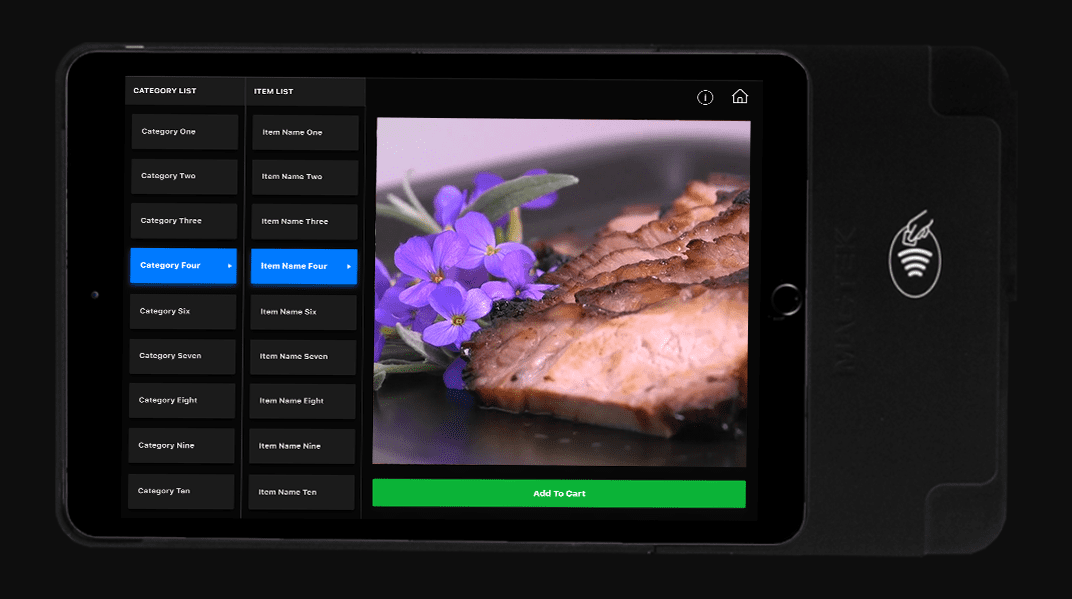 CATEGORY LIST
ITEM LIST
Category One
Item Name One
Category Two
Item Name Two
Category Three
Item Name Three
Category Four
Item Name Four
Category Six
Item Name Six
Category Seven
Item Name Seven
Category Eight
Item Name Eight
Category Nine
Item Name Nine
Category Ten
Item Name Ten
Add To Cart
MAGTEK